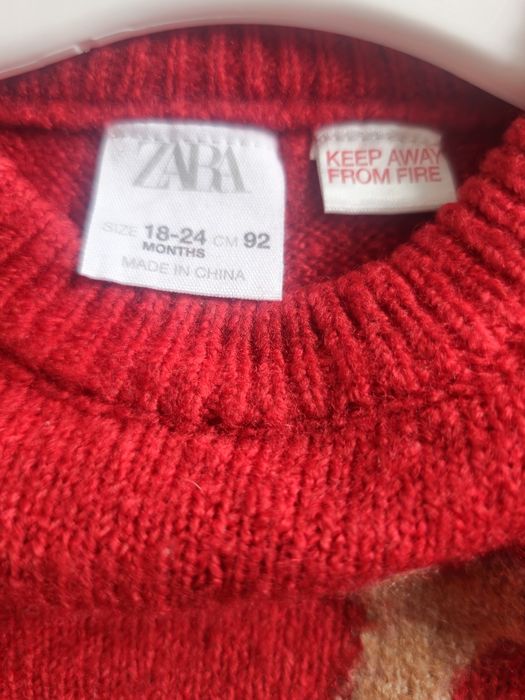 ZARA
SIZE 18-24 CM 92
MONTHS
MADE IN CHINA
KEEP AWAY
FROM FIRE